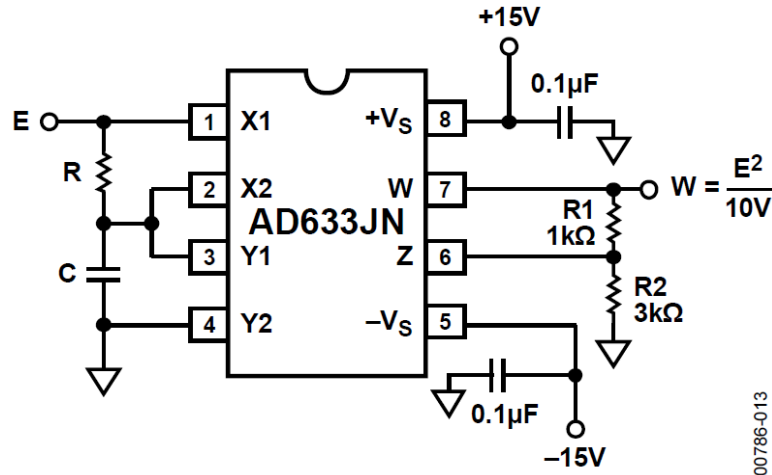 +15V
0.1µF
E
1 X1
+VS 8
R
2 X2
W 7
W = E2/10V
AD633JN
R1
1kΩ
3 Y1
Z 6
C
R2
3kΩ
4 Y2
–VS 5
0.1µF
–15V
00786-013